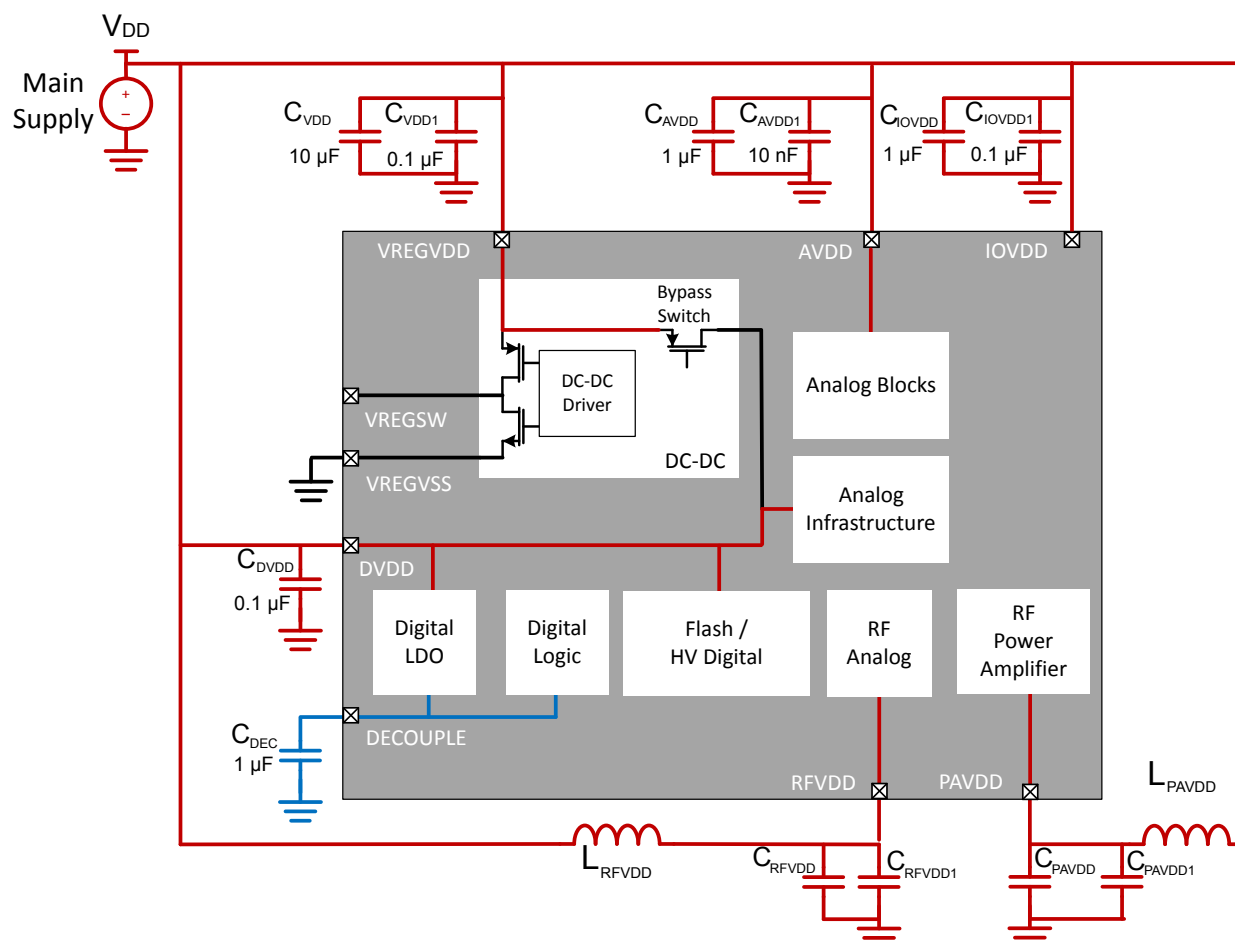 VDD
Main
Supply
+
−
CVDD
10 µF
CVDD1
0.1 µF
CAVDD
1 µF
CAVDD1
10 nF
CIOVDD
1 µF
CIOVDD1
0.1 µF
VREGVDD
AVDD
IOVDD
Bypass
Switch
DC-DC
Driver
Analog Blocks
VREGSW
DC-DC
VREGVSS
Analog
Infrastructure
CDVDD
0.1 µF
DVDD
Digital
LDO
Digital
Logic
Flash /
HV Digital
RF
Analog
RF
Power
Amplifier
CDEC
1 µF
DECOUPLE
RFVDD
PAVDD
LPAVDD
LRFVDD
CRFVDD
CRFVDD1
CPAVDD
CPAVDD1